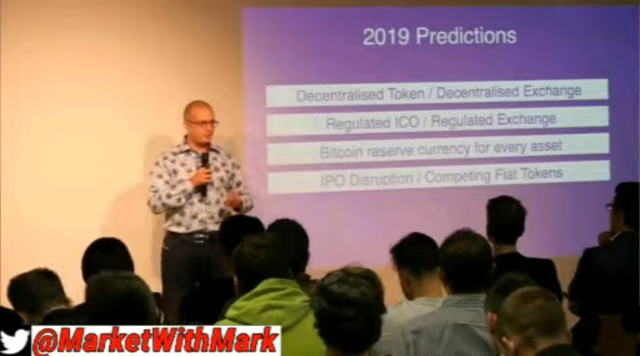 2019 Predictions
Decentralised Token / Decentralised Exchange
Regulated ICO / Regulated Exchange
Bitcoin reserve currency for every asset
IPO Disruption / Competing Fiat Tokens
@MarketWithMark